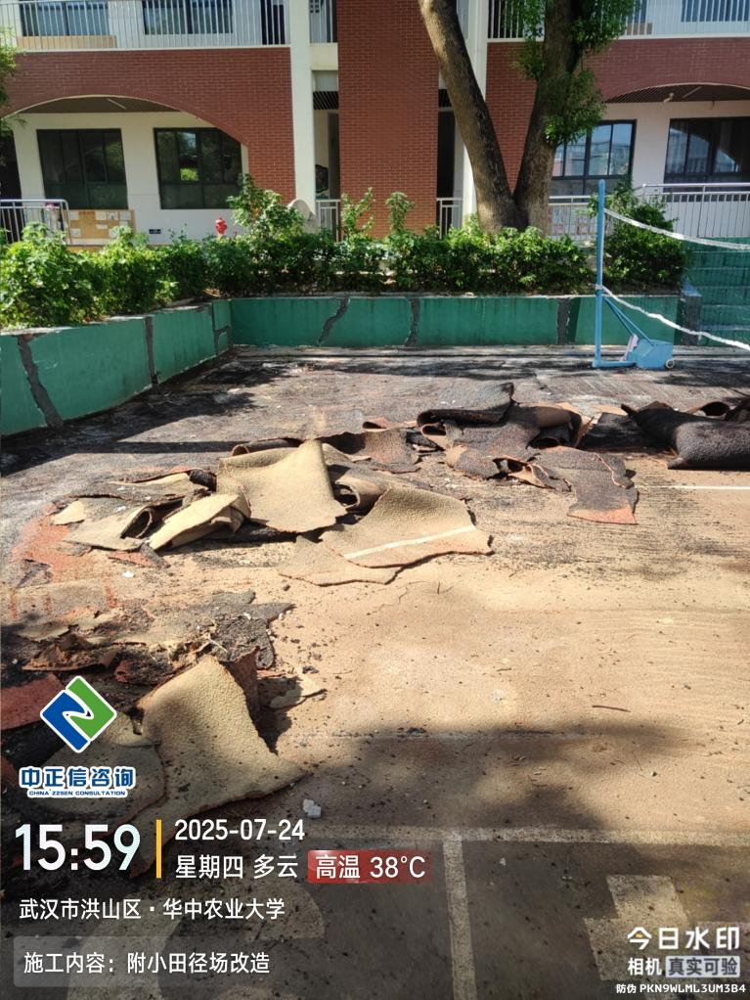 中正信咨询
CHINA ZZSEN CONSULTATION
15:59
2025-07-24
星期四 多云 高温 38℃
武汉市洪山区·华中农业大学
施工内容：附小田径场改造
今日水印
相机 真实可验
防伪 PKN9WLML3UM3B4